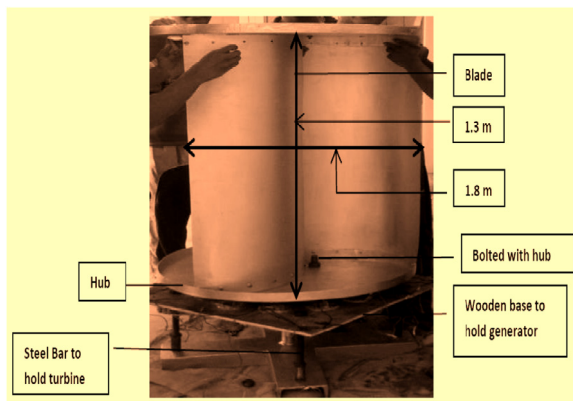 Blade
1.3 m
1.8 m
Bolted with hub
Hub
Wooden base to
hold generator
Steel Bar to
hold turbine